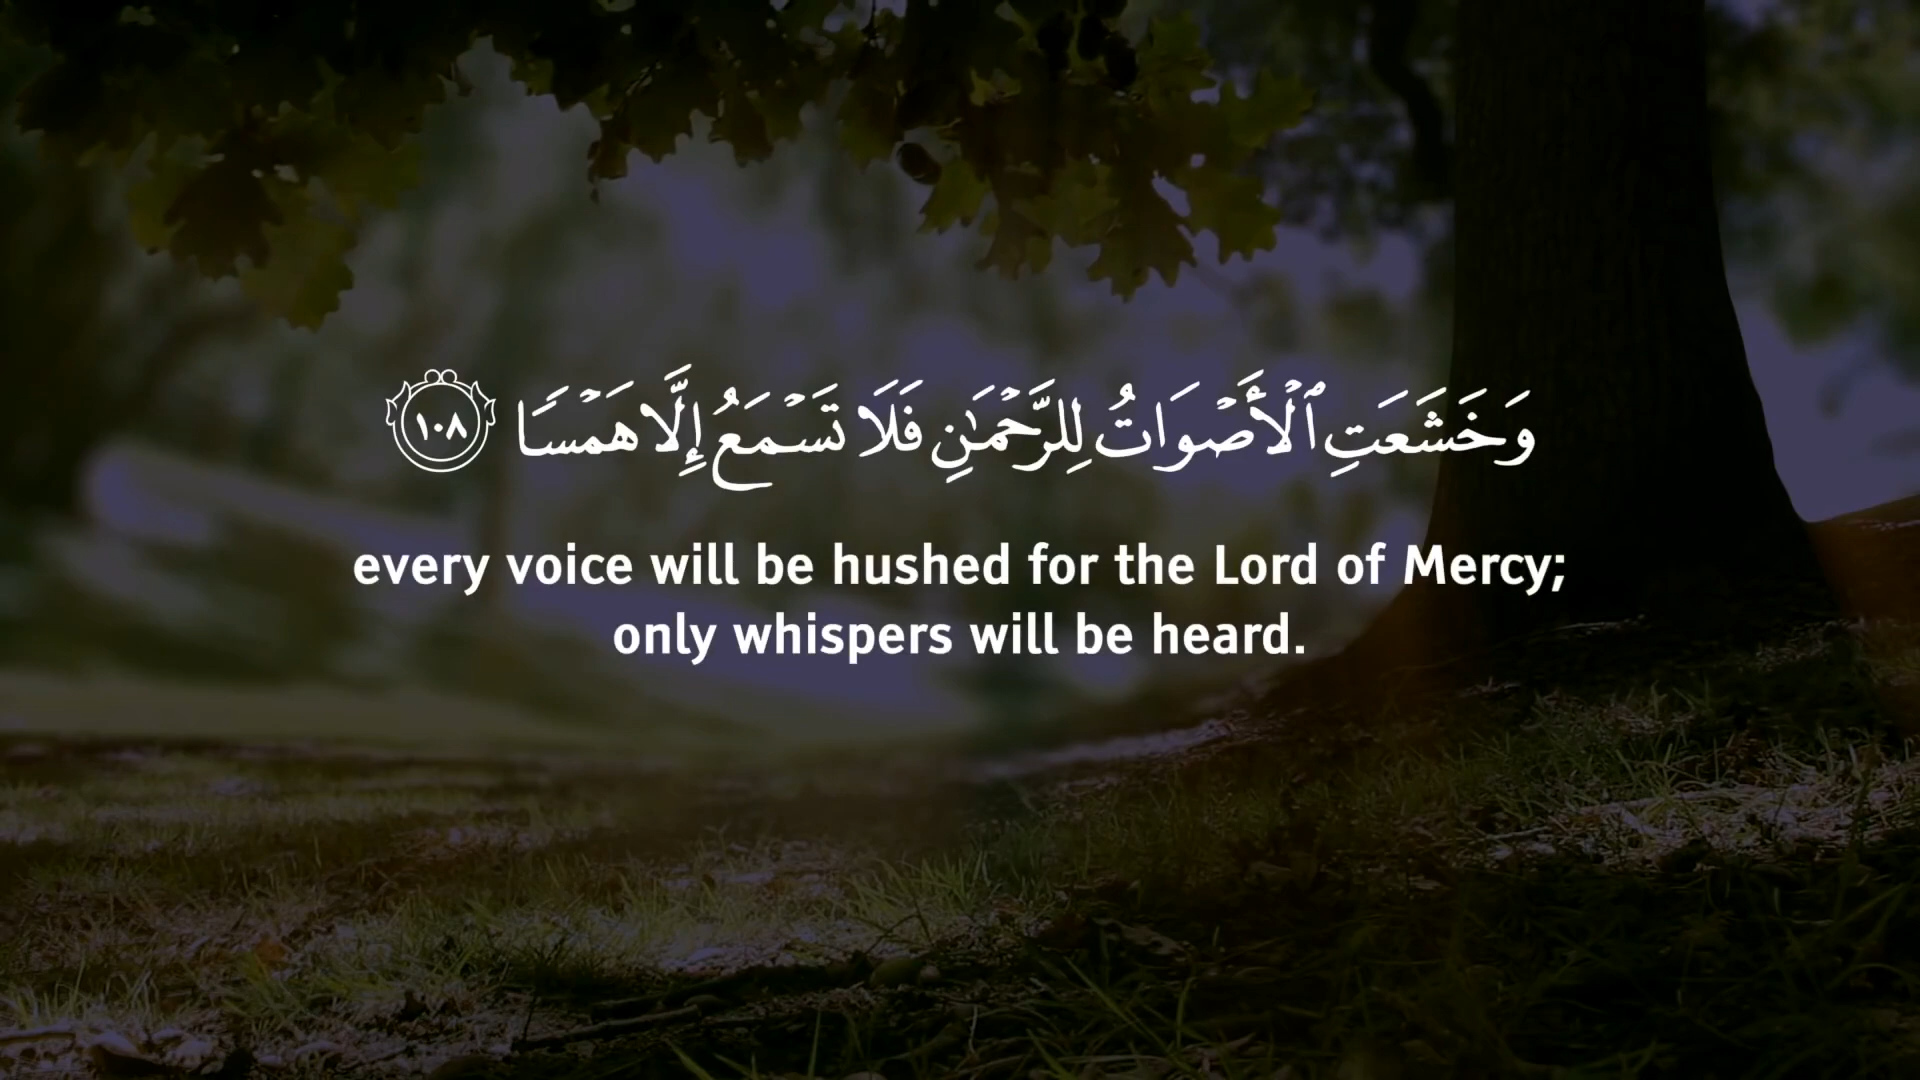 وَخَشَعَتِ ٱلْأَصْوَاتُ لِلرَّحْمَـٰنِ فَلَا تَسْمَعُ إِلَّا هَمْسًا ١٠٨
every voice will be hushed for the Lord of Mercy;
only whispers will be heard.